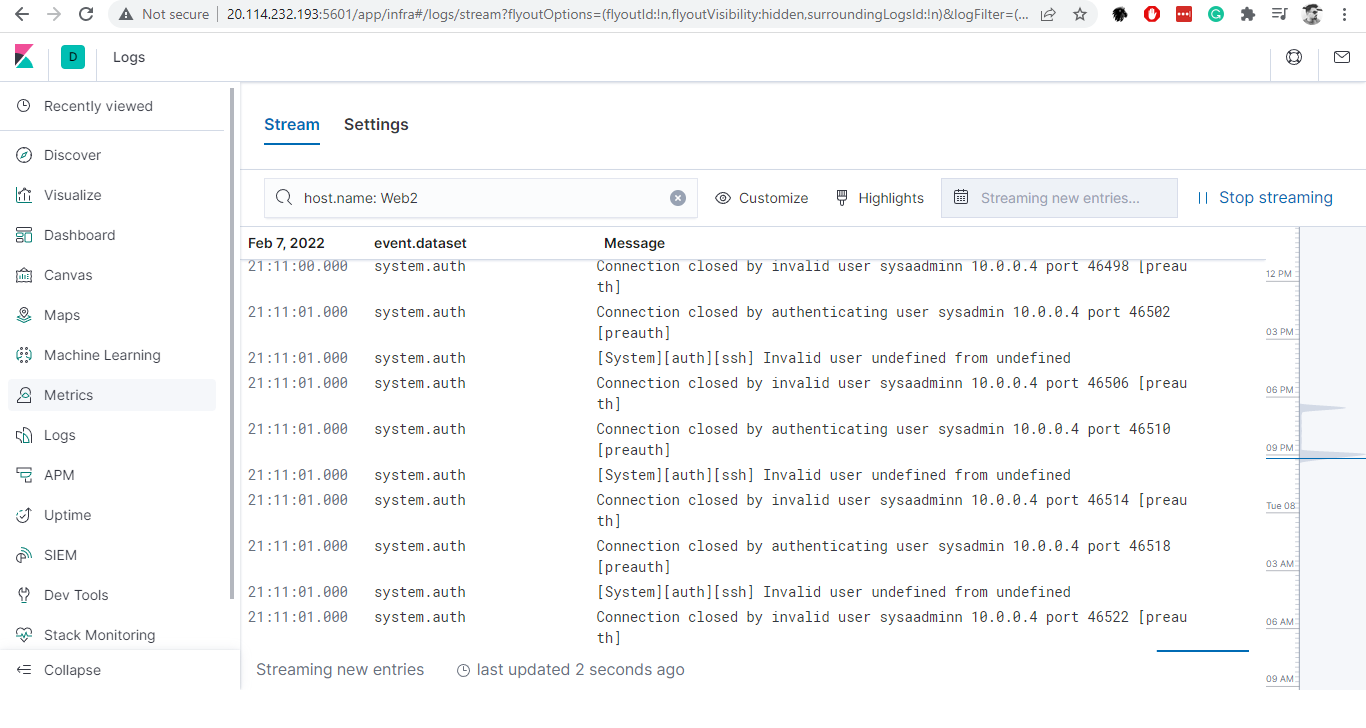 Not secure | 20.114.232.193:5601/app/infra#/logs/stream?flyoutOptions=(flyoutId:!n,flyoutVisibility:hidden,surroundingLogsId:!n)&logFilter=(...
D Logs
Recently viewed
Discover
Visualize
Dashboard
Canvas
Maps
Machine Learning
Metrics
Logs
APM
Uptime
SIEM
Dev Tools
Stack Monitoring
Collapse
Stream Settings
host.name: Web2 Customize Highlights Streaming new entries... Stop streaming
Feb 7, 2022 event.dataset Message
21:11:00.000 system.auth Connection closed by invalid user sysaadminn 10.0.0.4 port 46498 [preau
th]
21:11:01.000 system.auth Connection closed by authenticating user sysadmin 10.0.0.4 port 46502
[preauth]
21:11:01.000 system.auth [System][auth][ssh] Invalid user undefined from undefined
21:11:01.000 system.auth Connection closed by invalid user sysaadminn 10.0.0.4 port 46506 [preau
th]
21:11:01.000 system.auth Connection closed by authenticating user sysadmin 10.0.0.4 port 46510
[preauth]
21:11:01.000 system.auth [System][auth][ssh] Invalid user undefined from undefined
21:11:01.000 system.auth Connection closed by invalid user sysaadminn 10.0.0.4 port 46514 [preau
th]
21:11:01.000 system.auth Connection closed by authenticating user sysadmin 10.0.0.4 port 46518
[preauth]
21:11:01.000 system.auth [System][auth][ssh] Invalid user undefined from undefined
21:11:01.000 system.auth Connection closed by invalid user sysaadminn 10.0.0.4 port 46522 [preau
th]
Streaming new entries last updated 2 seconds ago
12 PM
03 PM
06 PM
09 PM
Tue 08
03 AM
06 AM
09 AM